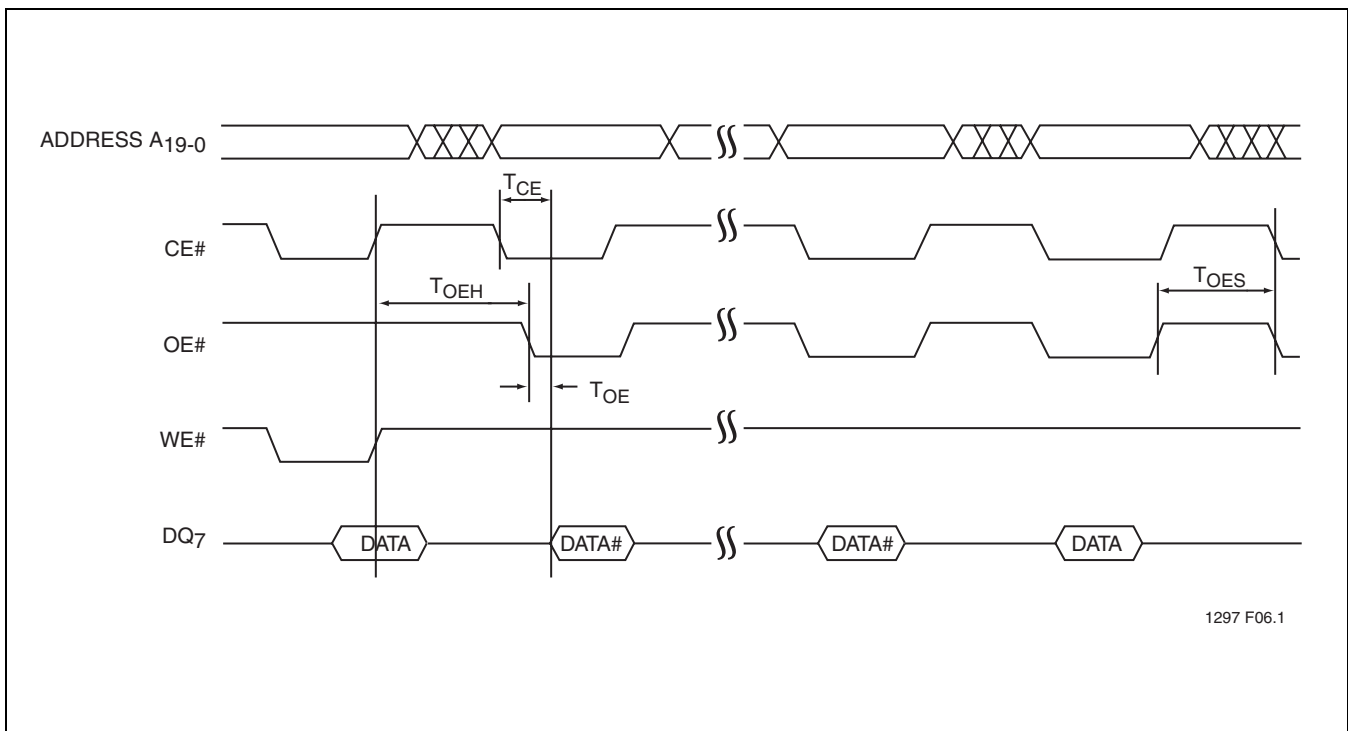 ADDRESS A19-0
TCE
CE#
TOEH
TOES
OE#
TOE
WE#
DQ7
DATA
DATA#
DATA#
DATA
1297 F06.1